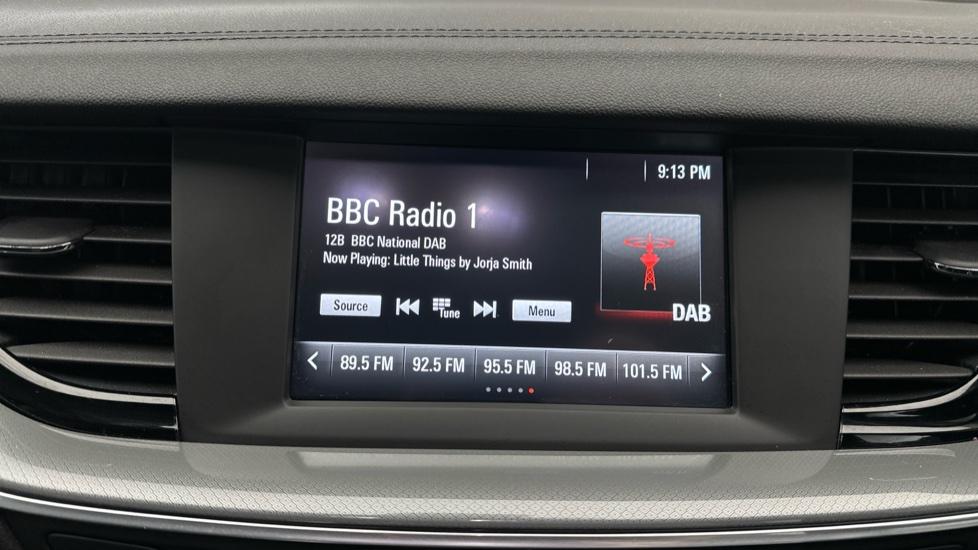 9:13 PM
BBC Radio 1
12B BBC National DAB
Now Playing: Little Things by Jorja Smith
DAB
Source
Tune
Menu
89.5 FM 92.5 FM 95.5 FM 98.5 FM 101.5 FM